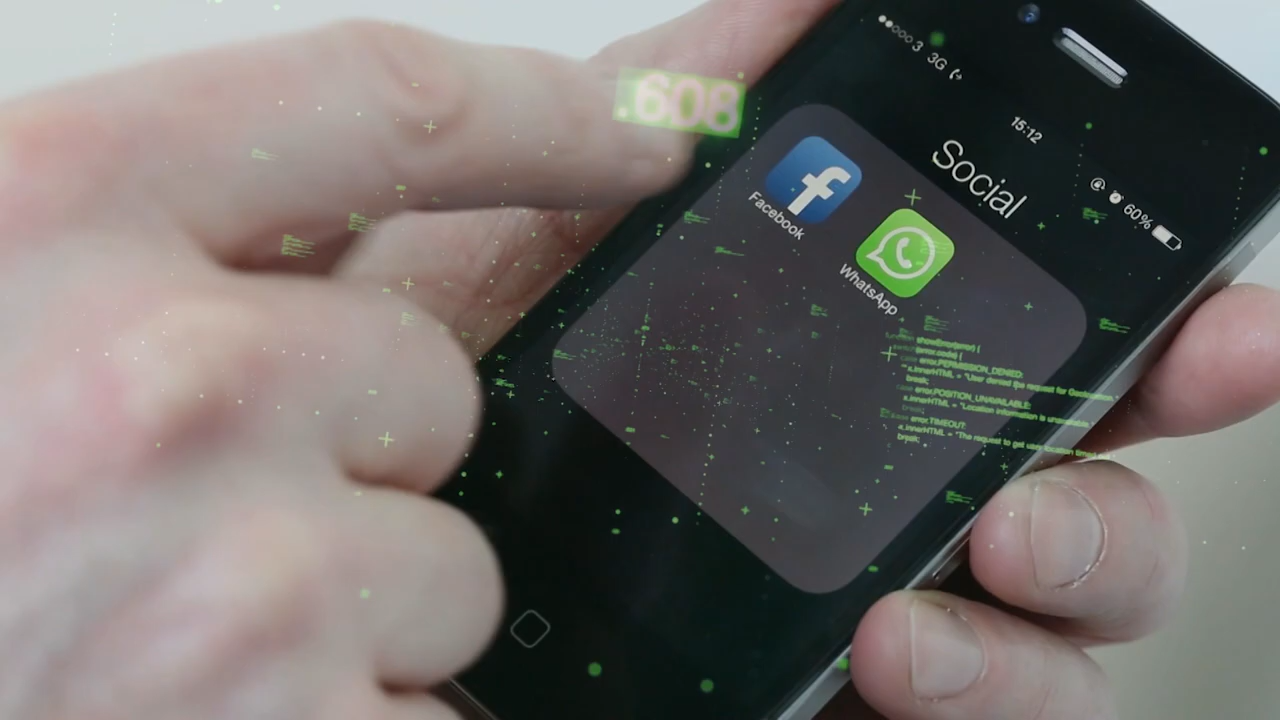 .608
3 3G
15:12
60%
Social
Facebook
WhatsApp
function showError(error) {
switch(error.code) {
case error.PERMISSION_DENIED:
x.innerHTML = "User denied the request for Geolocation."
break;
case error.POSITION_UNAVAILABLE:
x.innerHTML = "Location information is unavailable.
break;
case error.TIMEOUT:
x.innerHTML = "The request to get user location timed
break;